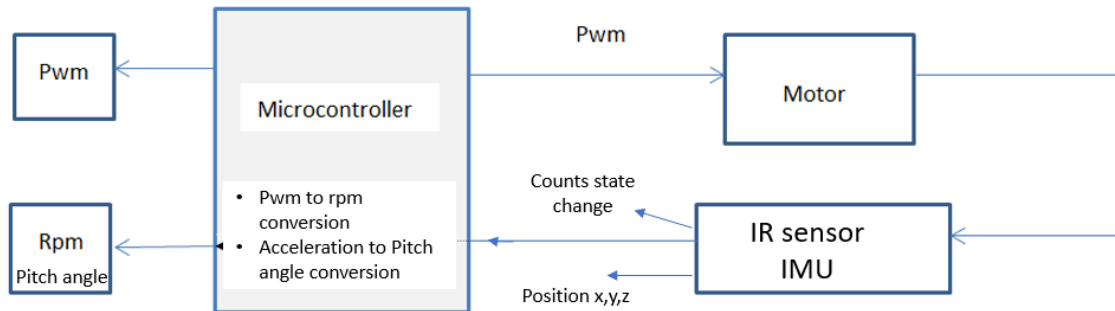 Pwm
Microcontroller
Pwm
Motor
• Pwm to rpm
conversion
• Acceleration to Pitch
angle conversion
Rpm
Pitch angle
Counts state
change
IR sensor
IMU
Position x,y,z